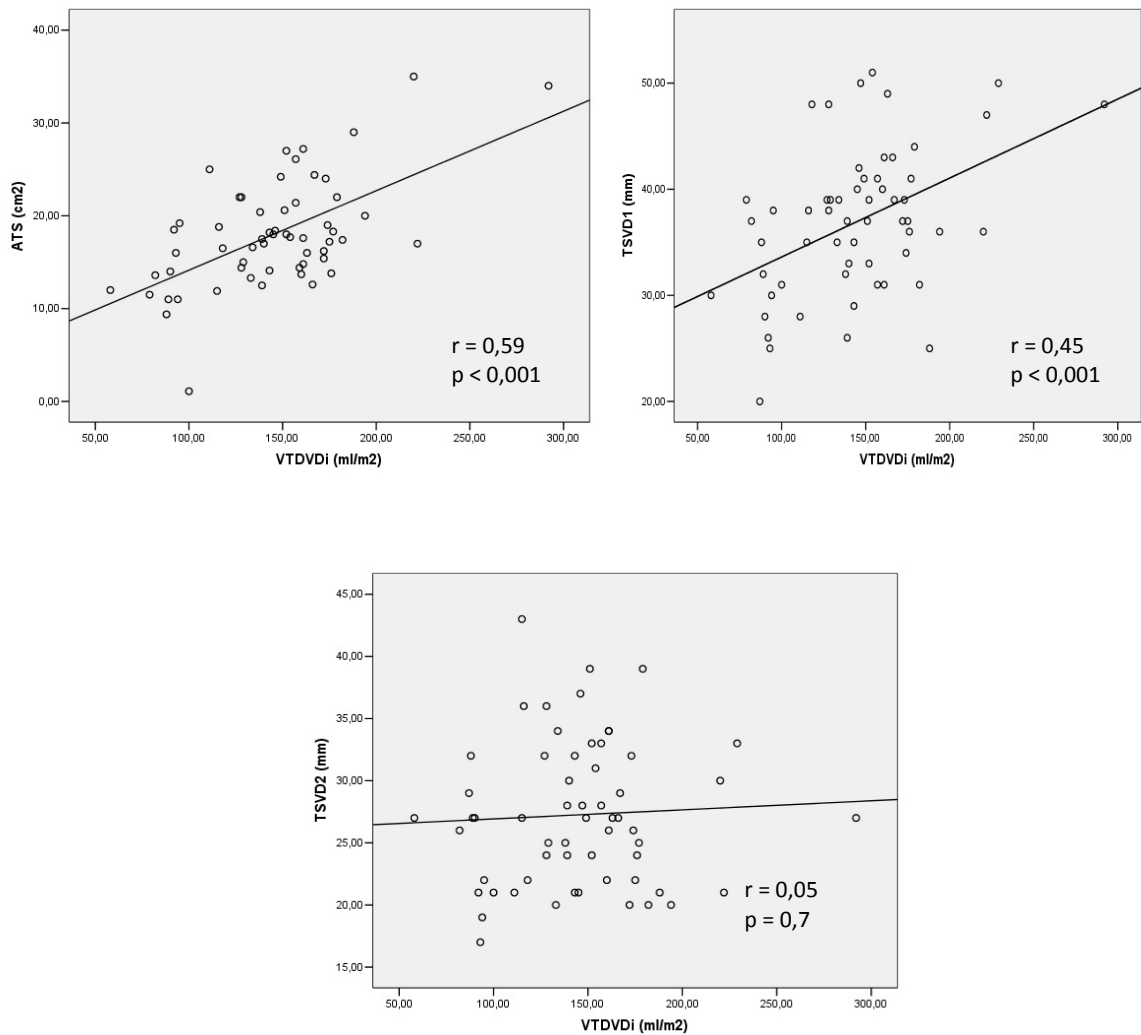 40,00
30,00
20,00
10,00
0,00
ATS (cm2)
r = 0,59
p < 0,001
50,00 100,00 150,00 200,00 250,00 300,00
VTDVDi (ml/m2)
50,00
40,00
30,00
20,00
TSVD1 (mm)
r = 0,45
p < 0,001
50,00 100,00 150,00 200,00 250,00 300,00
VTDVDi (ml/m2)
45,00
40,00
35,00
30,00
25,00
20,00
15,00
TSVD2 (mm)
r = 0,05
p = 0,7
50,00 100,00 150,00 200,00 250,00 300,00
VTDVDi (ml/m2)